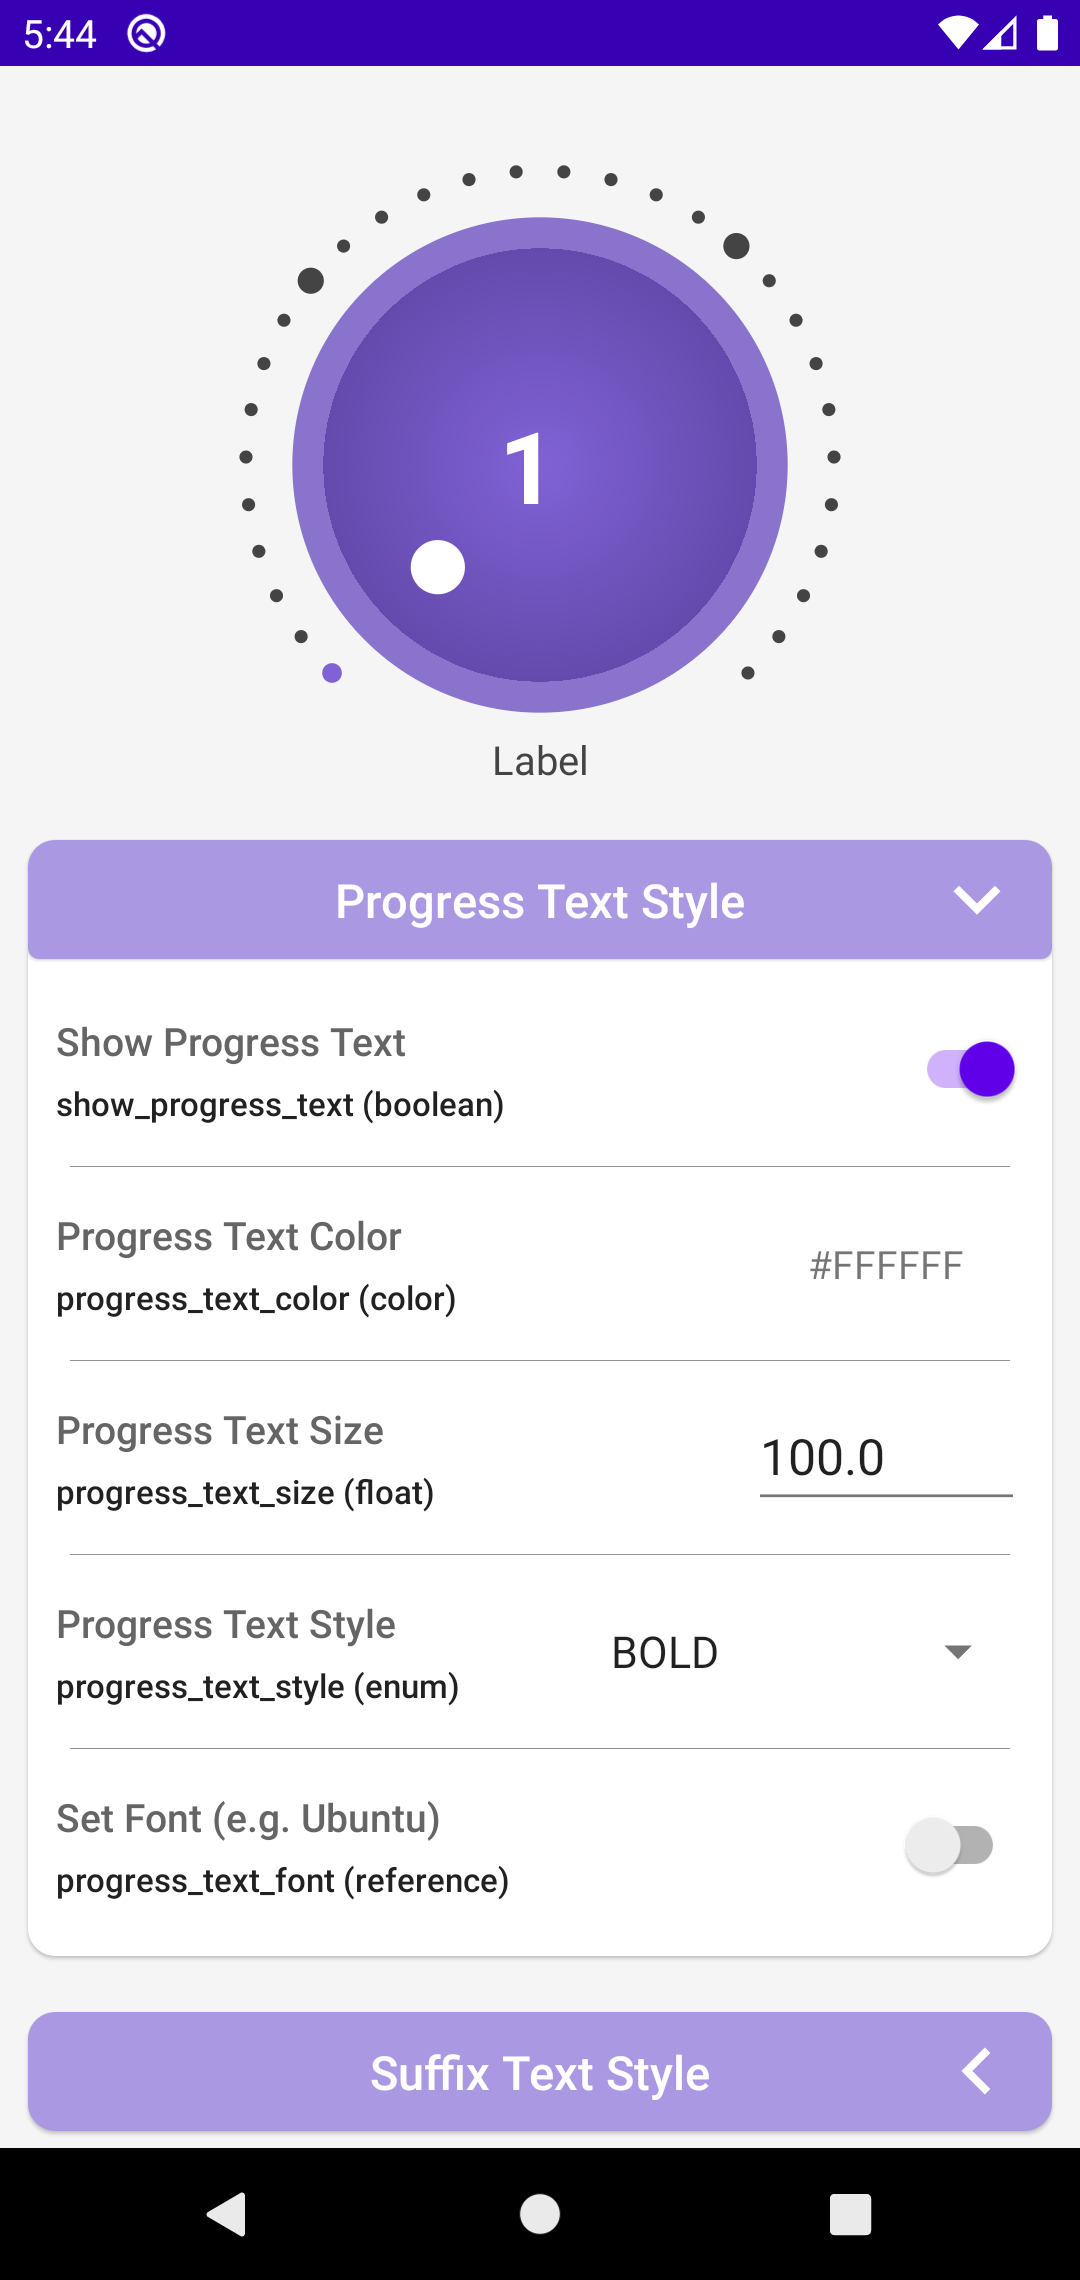 5:44
1
Label
Progress Text Style
Show Progress Text
show_progress_text (boolean)
Progress Text Color
#FFFFFF
progress_text_color (color)
Progress Text Size
100.0
progress_text_size (float)
Progress Text Style
BOLD
progress_text_style (enum)
Set Font (e.g. Ubuntu)
progress_text_font (reference)
Suffix Text Style